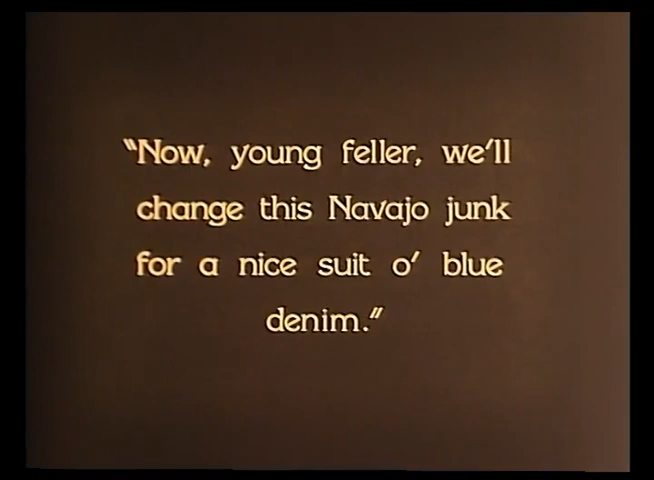 "Now, young feller, we'll
change this Navajo junk
for a nice suit o' blue
denim."